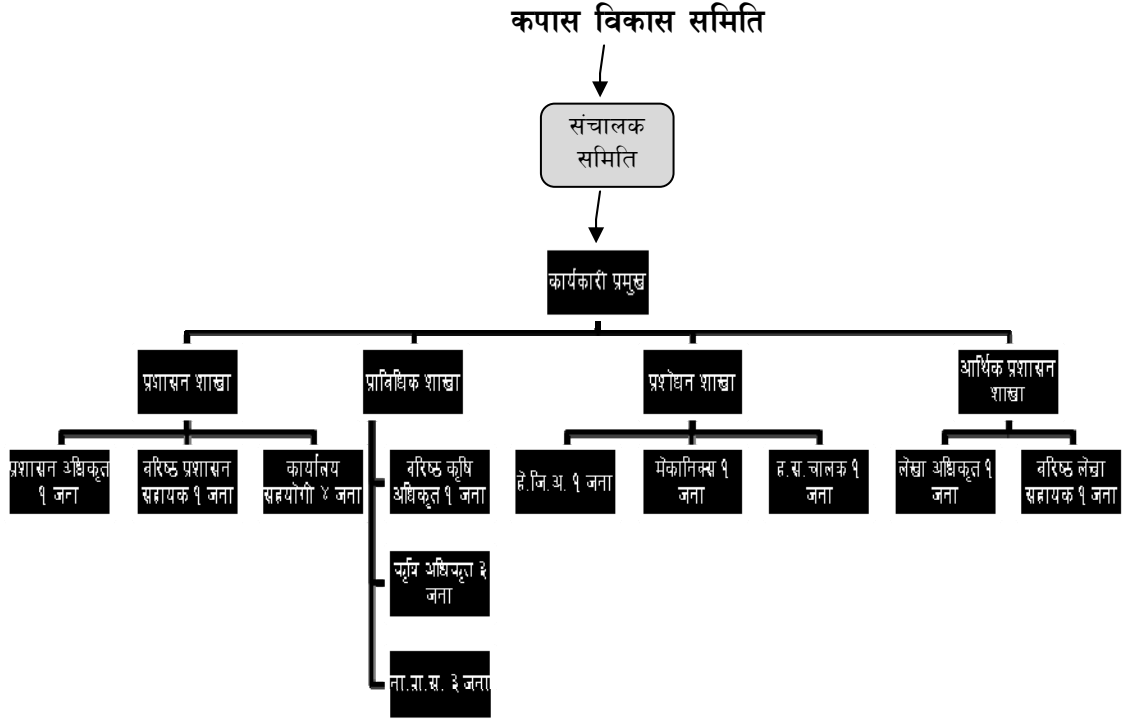 कपास विकास समिति
संचालक
समिति
कार्यकारी प्रमुख
प्रशासन शाखा
प्राबिधिक शाखा
प्रशोधन शाखा
आर्थिक प्रशासन
शाखा
प्रशासन अधिकृत
१ जना
वरिष्ठ प्रशासन
सहायक १ जना
कार्यालय
सहयोगी ४ जना
वरिष्ठ कृषि
अधिकृत १ जना
हे.जि.अ. १ जना
मेकानिक्स १
जना
ह.स.चालक १
जना
लेखा अधिकृत १
जना
वरिष्ठ लेखा
सहायक १ जना
कृषि अधिकृत ३
जना
ना.प्रा.स. ३ जना